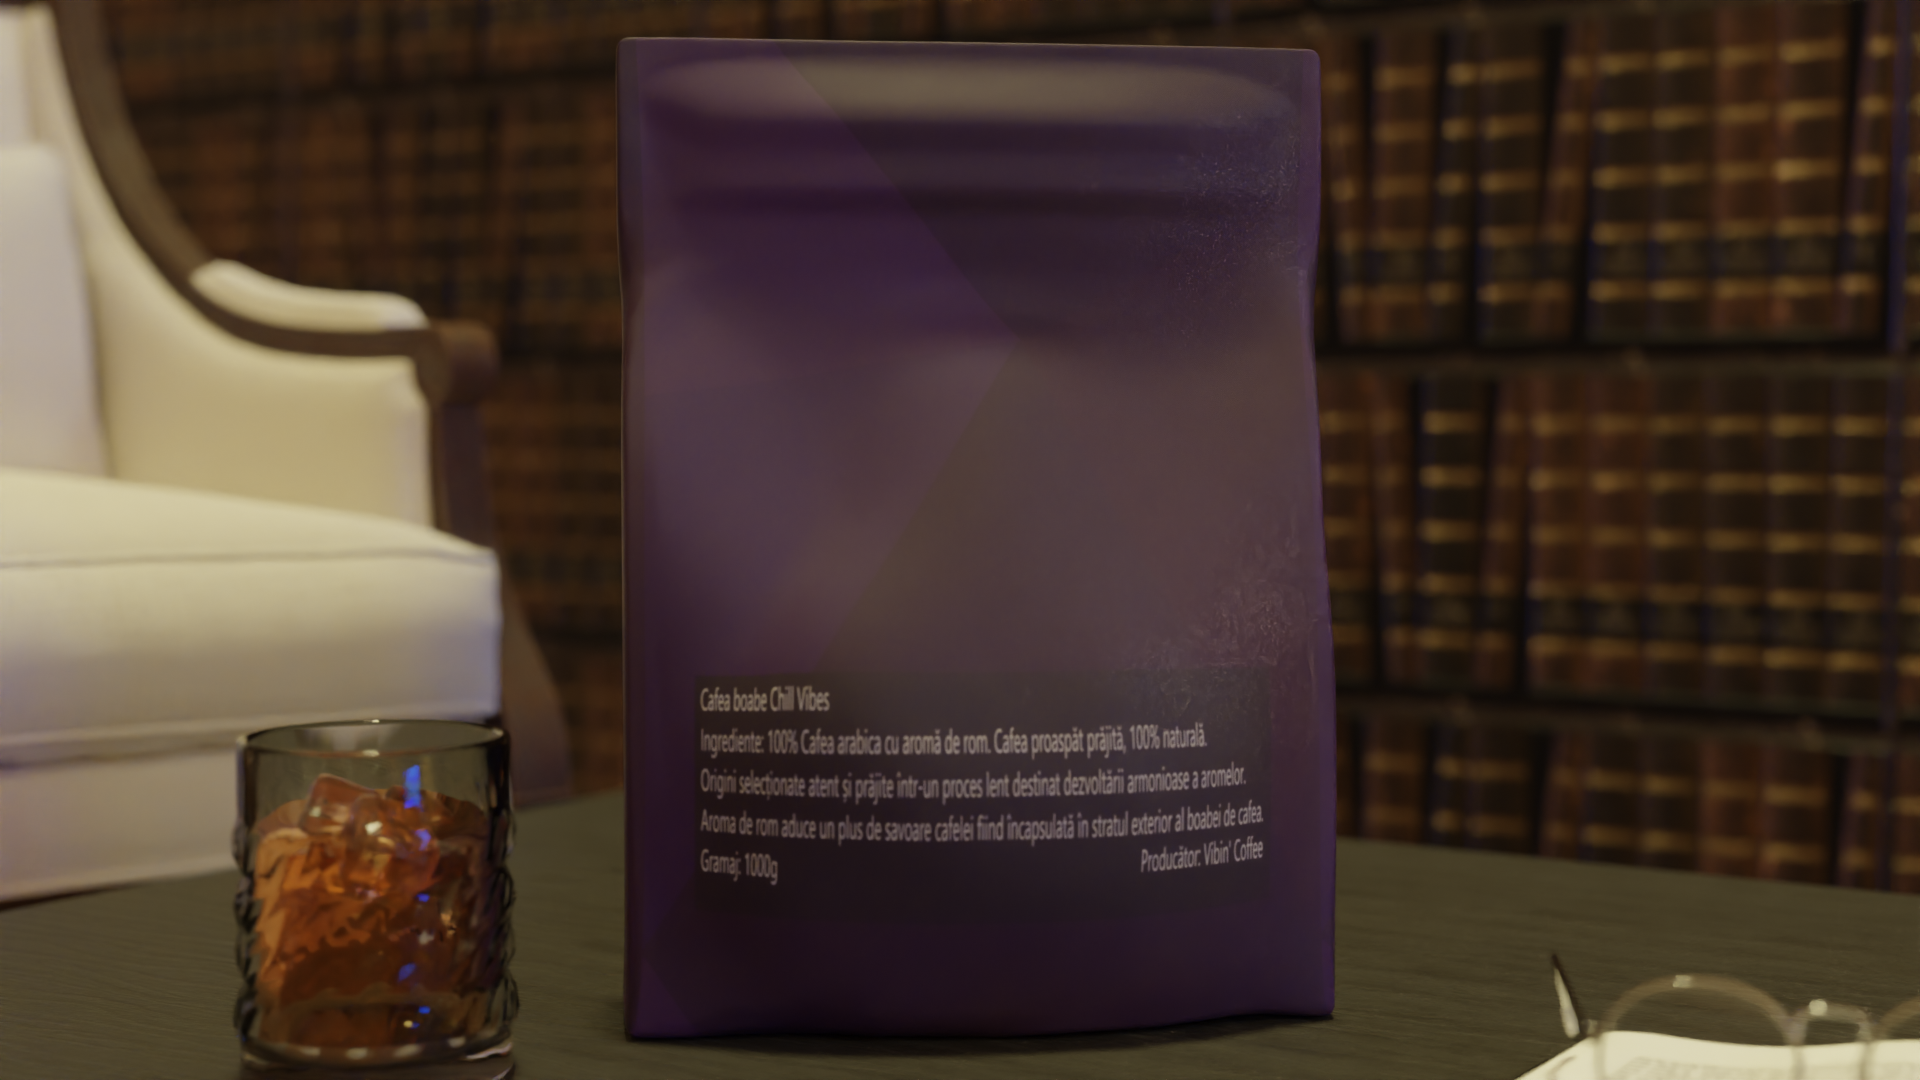 Cafea boabe Chill Vibes
Ingrediente: 100% Cafea arabica cu aromă de rom. Cafea proaspăt prăjită, 100% naturală.
Origini selecționate atent și prăjite într-un proces lent destinat dezvoltării armonioase a aromelor.
Aroma de rom aduce un plus de savoare cafelei fiind încapsulată în stratul exterior al boabei de cafea.
Gramaj: 1000g Producător: Vibin' Coffee